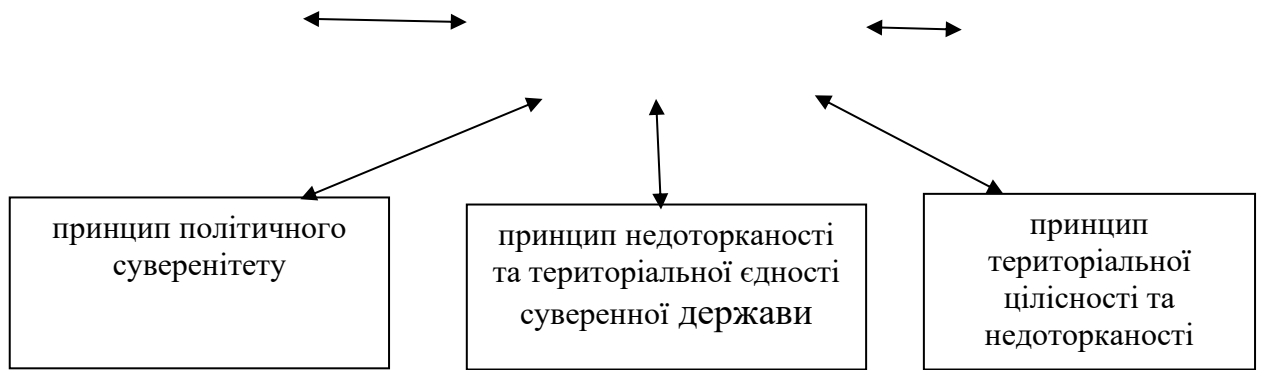 принцип політичного
суверенітету
принцип недоторканості
та територіальної єдності
суверенної держави
принцип
територіальної
цілісності та
недоторканості